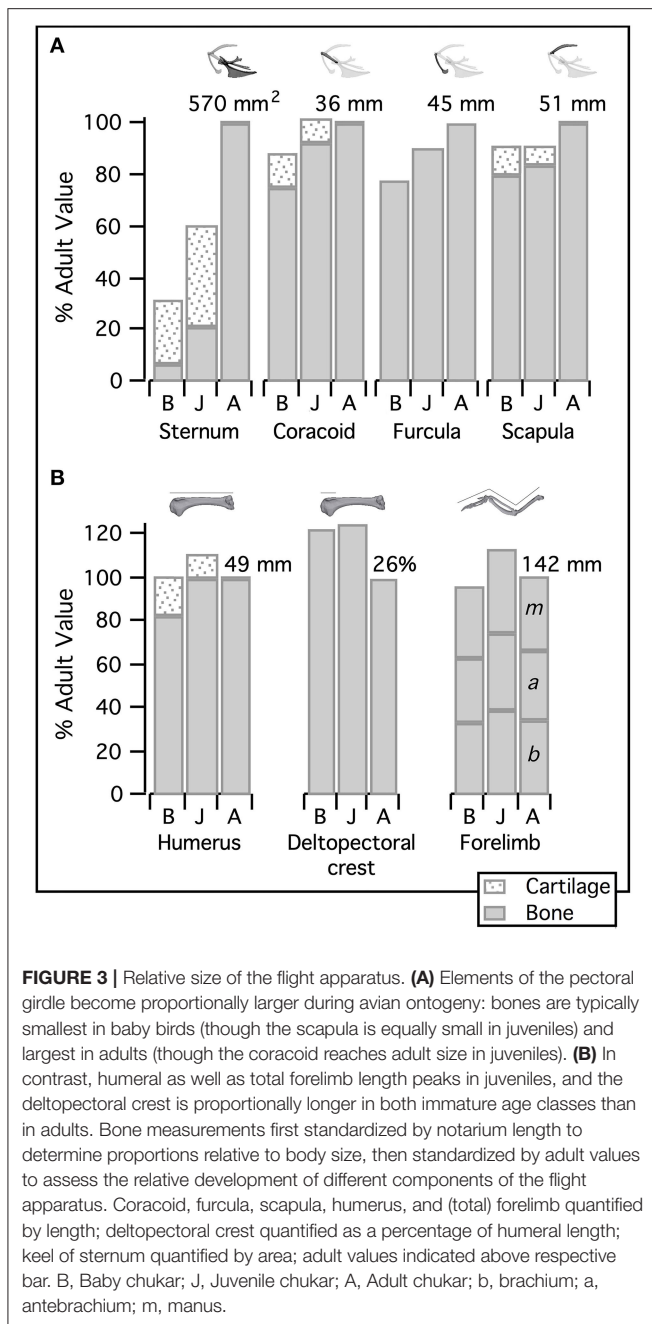 A
570 mm² 36 mm 45 mm 51 mm
100
80
60
40
20
0
% Adult Value
B J A B J A B J A B J A
Sternum Coracoid Furcula Scapula
B
120
100
80
60
40
20
0
% Adult Value
49 mm 26% 142 mm
m
a
b
B J A B J A B J A
Humerus Deltopectoral Forelimb
crest
Cartilage
Bone
FIGURE 3 | Relative size of the flight apparatus. (A) Elements of the pectoral
girdle become proportionally larger during avian ontogeny: bones are typically
smallest in baby birds (though the scapula is equally small in juveniles) and
largest in adults (though the coracoid reaches adult size in juveniles). (B) In
contrast, humeral as well as total forelimb length peaks in juveniles, and the
deltopectoral crest is proportionally longer in both immature age classes than
in adults. Bone measurements first standardized by notarium length to
determine proportions relative to body size, then standardized by adult values
to assess the relative development of different components of the flight
apparatus. Coracoid, furcula, scapula, humerus, and (total) forelimb quantified
by length; deltopectoral crest quantified as a percentage of humeral length;
keel of sternum quantified by area; adult values indicated above respective
bar. B, Baby chukar; J, Juvenile chukar; A, Adult chukar; b, brachium; a,
antebrachium; m, manus.